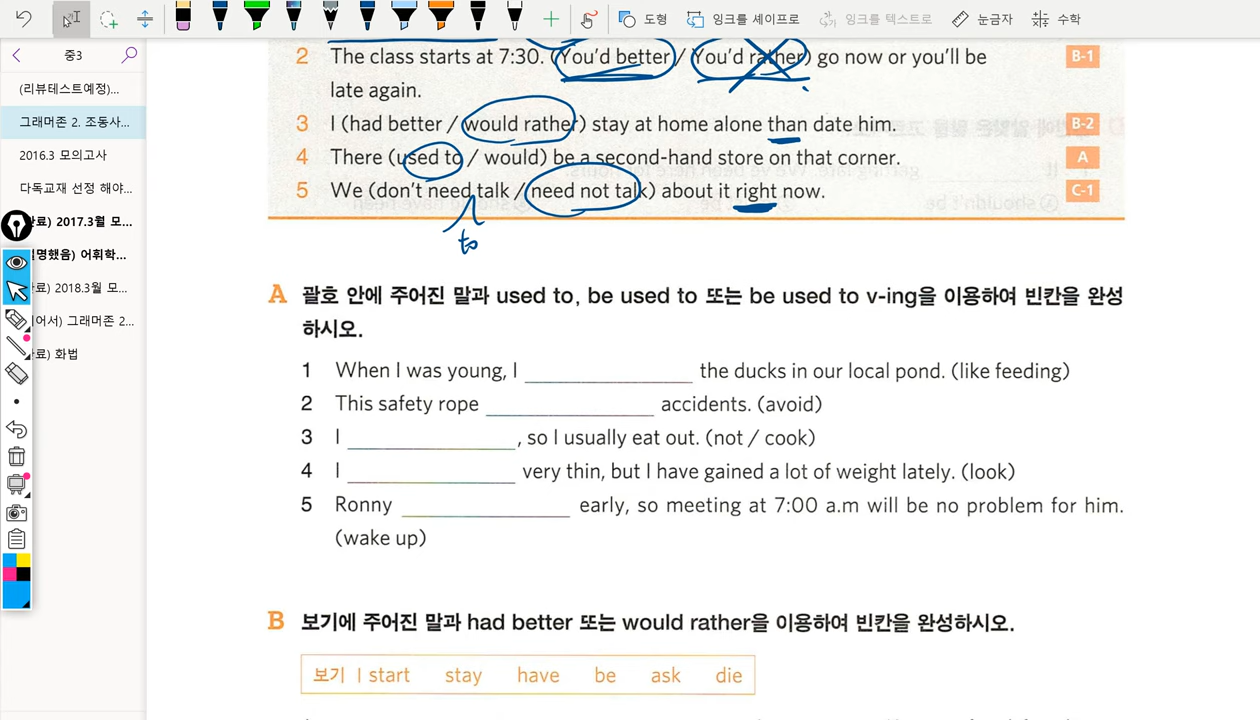 도형
잉크를 셰이프로
잉크를 텍스트로
눈금자
수학
중3
(리뷰테스트예정)...
그래머존 2. 조동사...
2016.3 모의고사
다독교재 선정 해야...
료) 2017.3월 모...
명했음) 어휘학...
료) 2018.3월 모...
어서) 그래머존 2...
료) 화법
2 The class starts at 7:30. (You'd better / You'd rather) go now or you'll be B-1
late again.
3 I (had better / would rather) stay at home alone than date him. B-2
4 There (used to / would) be a second-hand store on that corner. A
5 We (don't need talk / need not talk) about it right now. C-1
to
A 괄호 안에 주어진 말과 used to, be used to 또는 be used to v-ing을 이용하여 빈칸을 완성
하시오.
1 When I was young, I ________ the ducks in our local pond. (like feeding)
2 This safety rope ________ accidents. (avoid)
3 I ________, so I usually eat out. (not / cook)
4 I ________ very thin, but I have gained a lot of weight lately. (look)
5 Ronny ________ early, so meeting at 7:00 a.m will be no problem for him.
(wake up)
B 보기에 주어진 말과 had better 또는 would rather을 이용하여 빈칸을 완성하시오.
보기 | start stay have be ask die